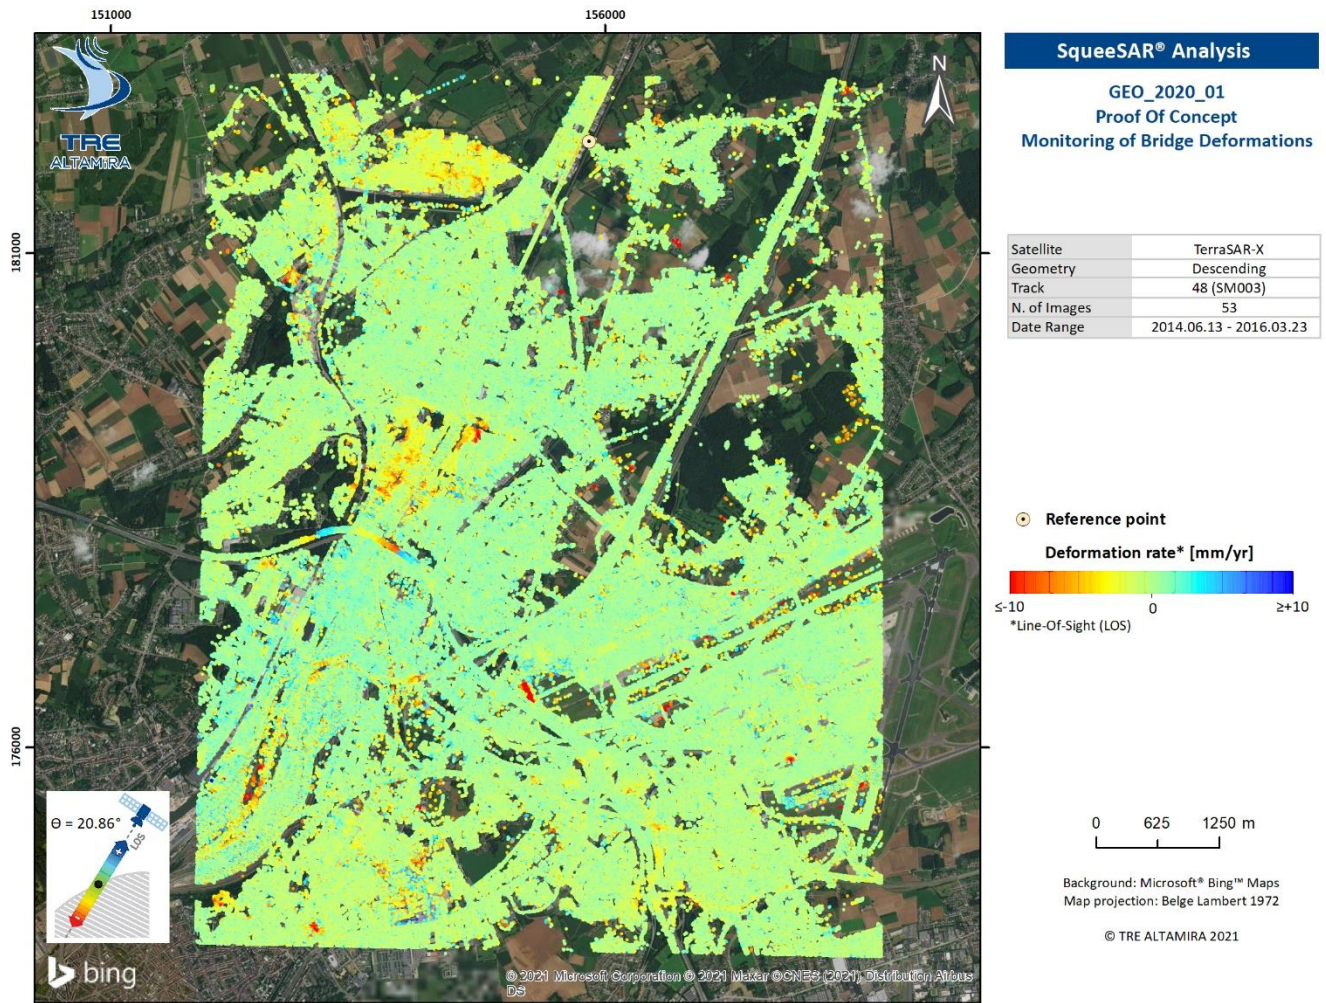 151000
156000
181000
176000
TRE
ALTAMIRA
N
SqueeSAR® Analysis
GEO_2020_01
Proof Of Concept
Monitoring of Bridge Deformations
Satellite TerraSAR-X
Geometry Descending
Track 48 (SM003)
N. of Images 53
Date Range 2014.06.13 - 2016.03.23
Reference point
Deformation rate* [mm/yr]
≤-10 0 ≥+10
*Line-Of-Sight (LOS)
Θ = 20.86°
LOS
+
-
0 625 1250 m
Background: Microsoft® Bing™ Maps
Map projection: Belge Lambert 1972
© TRE ALTAMIRA 2021
bing
© 2021 Microsoft Corporation © 2021 Maxar ©CNES (2021) Distribution Airbus
DS